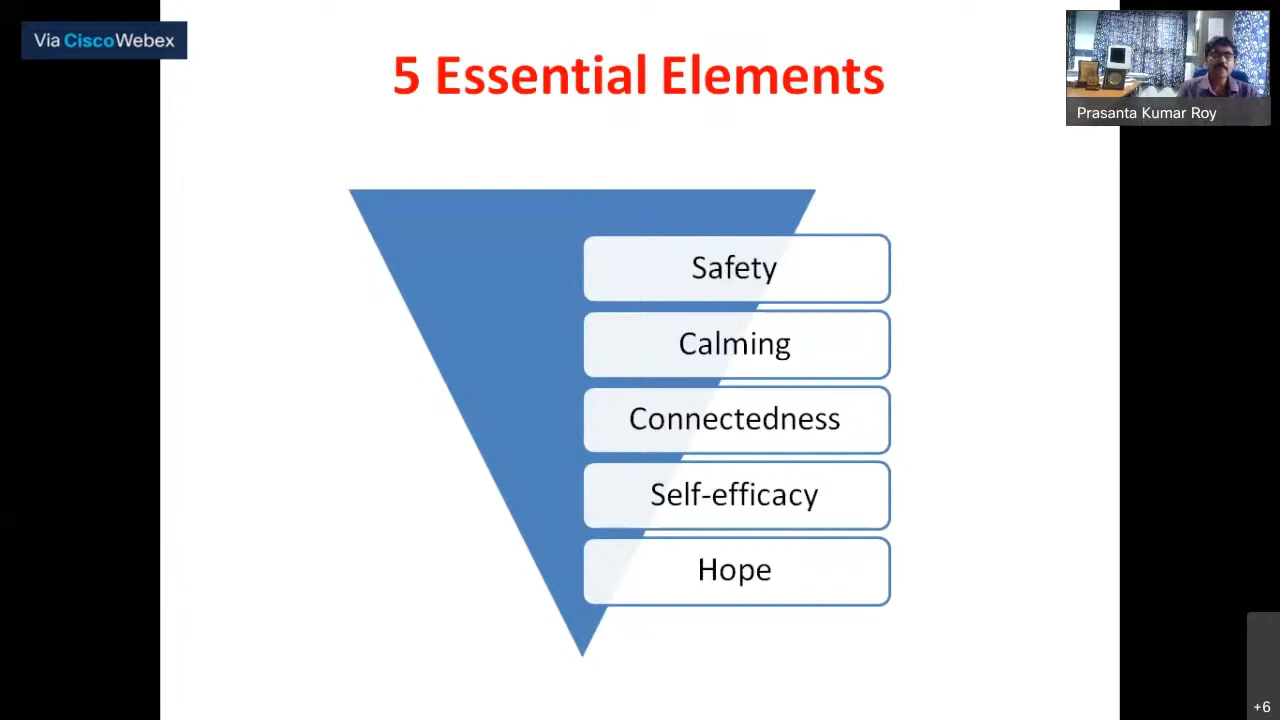 Via CiscoWebex
5 Essential Elements
Prasanta Kumar Roy
Safety
Calming
Connectedness
Self-efficacy
Hope
+6